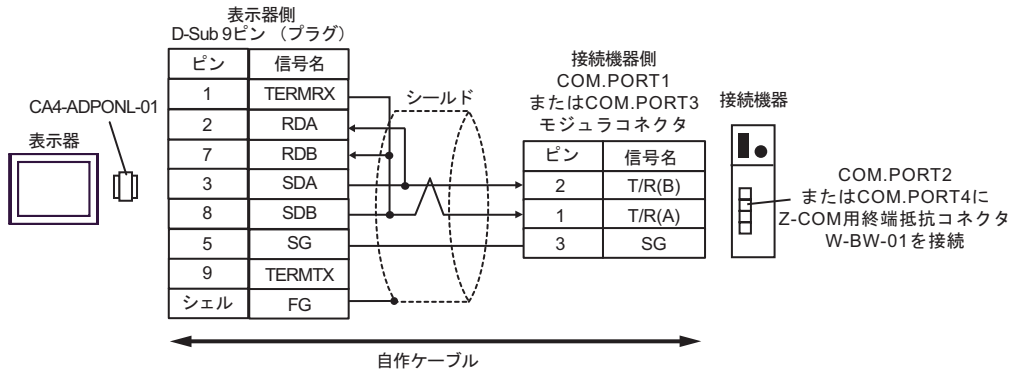 表示器側
D-Sub 9ピン （プラグ）
ピン 信号名
1 TERMRX
2 RDA
7 RDB
3 SDA
8 SDB
5 SG
9 TERMTX
シェル FG
CA4-ADPONL-01
表示器
シールド
接続機器側
COM.PORT1
またはCOM.PORT3
モジュラコネクタ
ピン 信号名
2 T/R(B)
1 T/R(A)
3 SG
接続機器
COM.PORT2
またはCOM.PORT4に
Z-COM用終端抵抗コネクタ
W-BW-01を接続
自作ケーブル